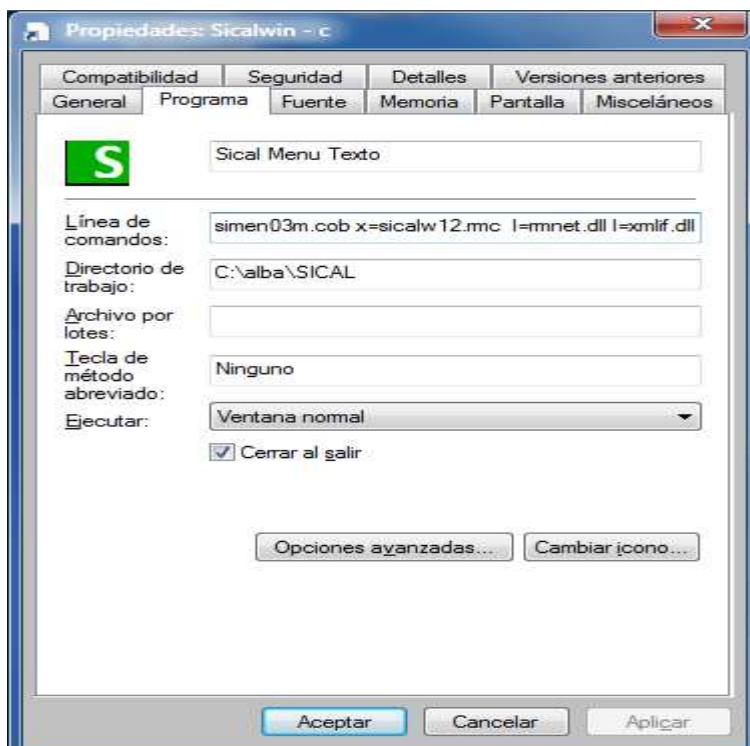 Propiedades: Sicalwin - c
Compatibilidad Seguridad Detalles Versiones anteriores
General Programa Fuente Memoria Pantalla Misceláneos
S
Sical Menu Texto
Línea de comandos: simen03m.cob x=sicalw12.rmc l=rmnet.dll l=xmlif.dll
Directorio de trabajo: C:\alba\SICAL
Archivo por lotes:
Tecla de método abreviado: Ninguno
Ejecutar: Ventana normal
Cerrar al salir
Opciones avanzadas... Cambiar icono...
Aceptar Cancelar Aplicar